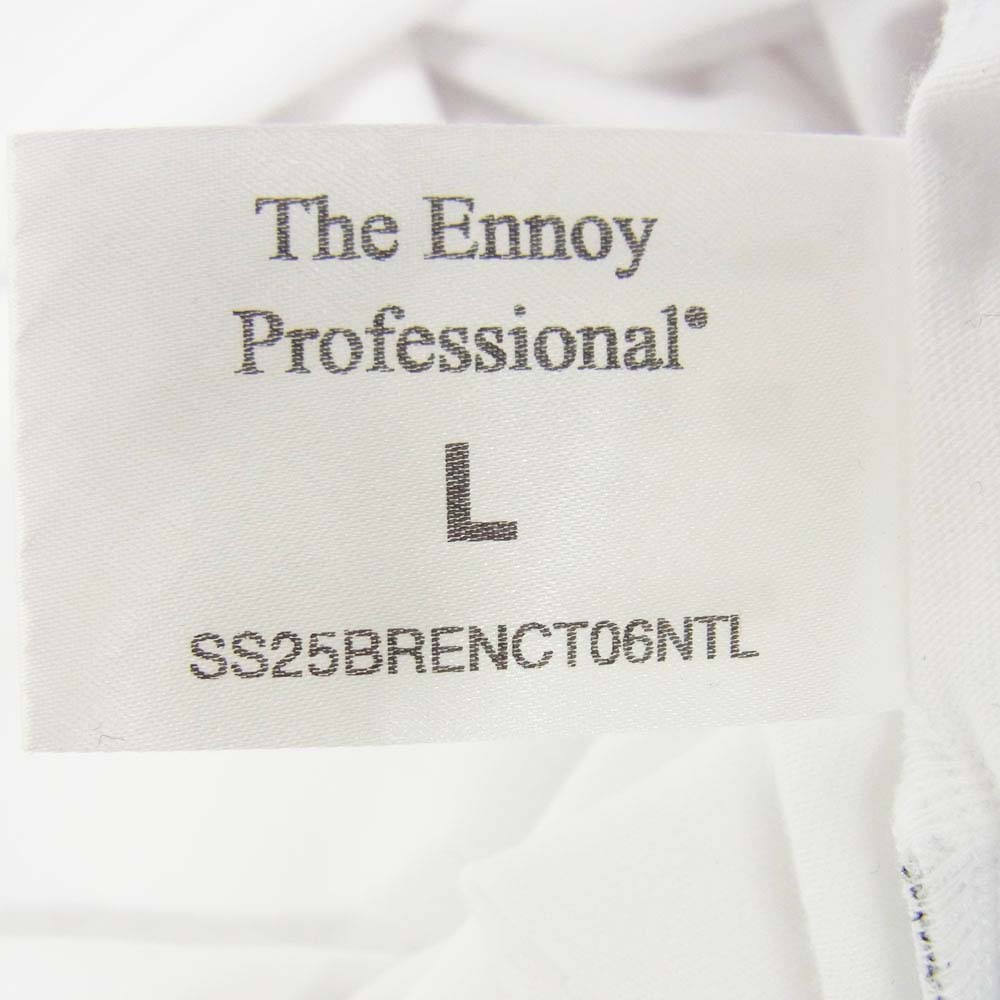 The Ennoy
Professional®
L
SS25BRENCT06NTL